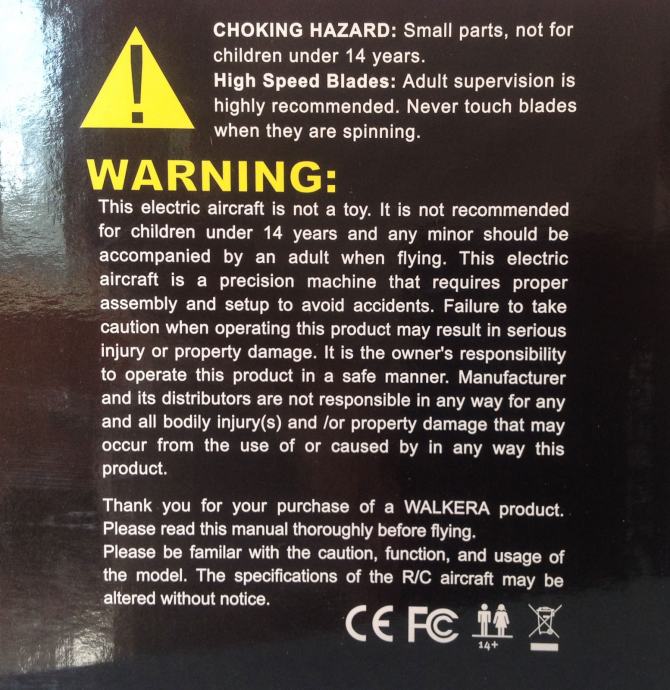 CHOKING HAZARD: Small parts, not for
children under 14 years.
High Speed Blades: Adult supervision is
highly recommended. Never touch blades
when they are spinning.
WARNING:
This electric aircraft is not a toy. It is not recommended
for children under 14 years and any minor should be
accompanied by an adult when flying. This electric
aircraft is a precision machine that requires proper
assembly and setup to avoid accidents. Failure to take
caution when operating this product may result in serious
injury or property damage. It is the owner's responsibility
to operate this product in a safe manner. Manufacturer
and its distributors are not responsible in any way for any
and all bodily injury(s) and /or property damage that may
occur from the use of or caused by in any way this
product.
Thank you for your purchase of a WALKERA product.
Please read this manual thoroughly before flying.
Please be familar with the caution, function, and usage of
the model. The specifications of the R/C aircraft may be
altered without notice.
CE FC
14+